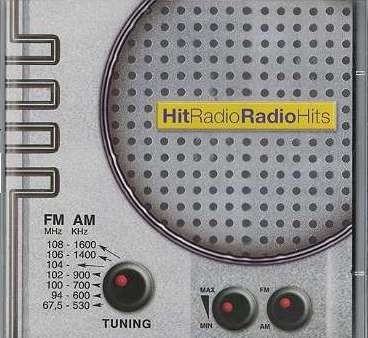 HitRadioRadioHits
FM AM
MHz KHz
108 - 1600
106 - 1400
104 -
102 - 900
100 - 700
94 - 600
67,5 - 530
TUNING
MAX
MIN
FM
AM